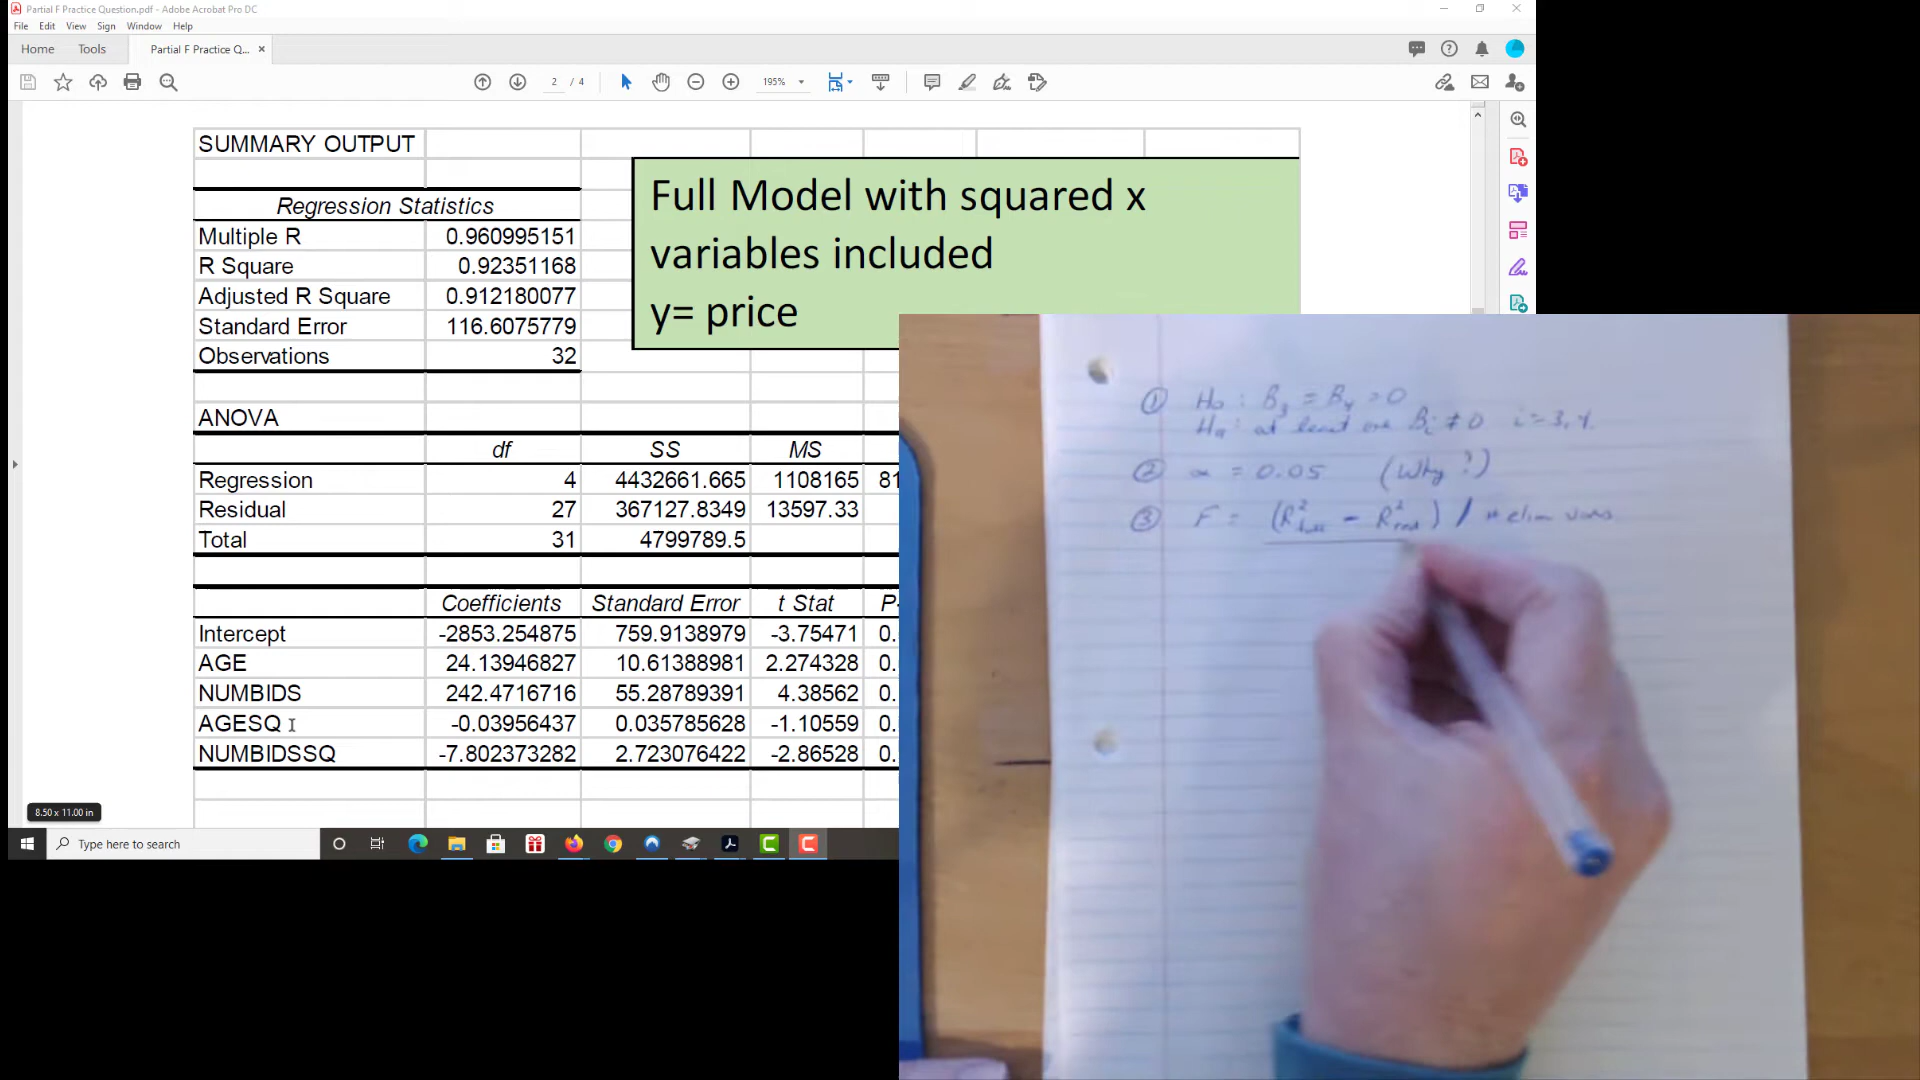 Partial F Practice Question.pdf - Adobe Acrobat Pro DC
File Edit View Sign Window Help
Home Tools Partial F Practice Q... ×
2 / 4 195%
SUMMARY OUTPUT
Full Model with squared x
variables included
y= price
Regression Statistics
Multiple R 0.960995151
R Square 0.92351168
Adjusted R Square 0.912180077
Standard Error 116.6075779
Observations 32
ANOVA
df SS MS
Regression 4 4432661.665 1108165 81
Residual 27 367127.8349 13597.33
Total 31 4799789.5
Coefficients Standard Error t Stat P-
Intercept -2853.254875 759.9138979 -3.75471 0.
AGE 24.13946827 10.61388981 2.274328 0.
NUMBIDS 242.4716716 55.28789391 4.38562 0.
AGESQ -0.03956437 0.035785628 -1.10559 0.
NUMBIDSSQ -7.802373282 2.723076422 -2.86528 0.
8.50 x 11.00 in
Type here to search
① H₀ : B₃ = B₄ = 0
Hₐ : at least one Bᵢ ≠ 0 i = 3, 4
② α = 0.05 (Why?)
③ F = (R²full - R²red) / # elim vars